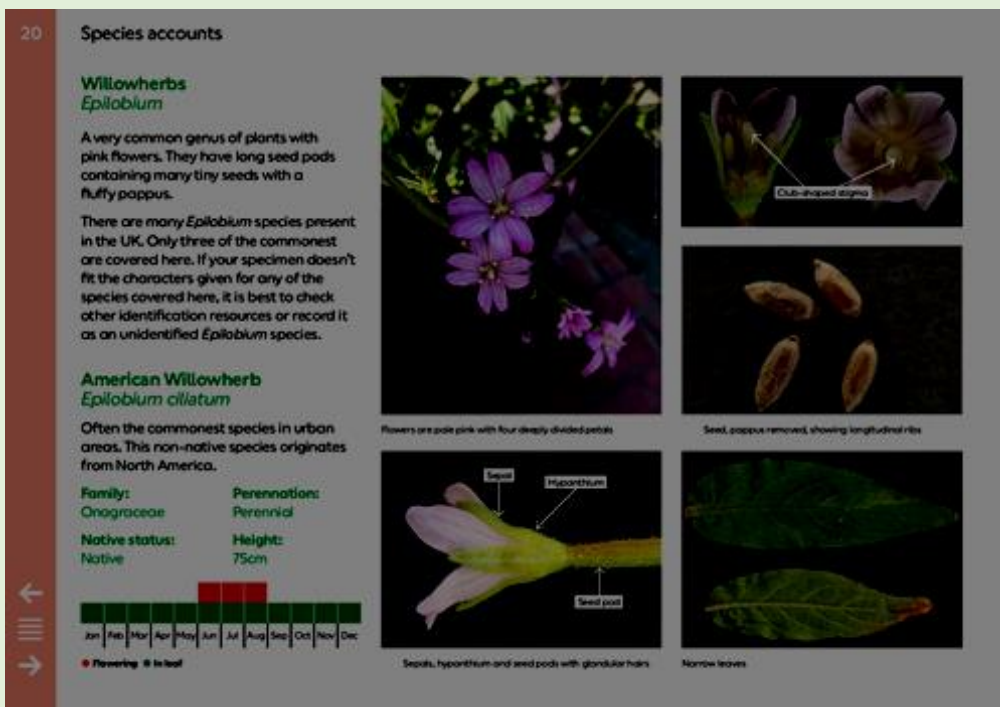 20
Species accounts
Willowherbs
Epilobium
A very common genus of plants with
pink flowers. They have long seed pods
containing many tiny seeds with a
fluffy pappus.
There are many Epilobium species present
in the UK. Only three of the commonest
are covered here. If your specimen doesn't
fit the characters given for any of the
species covered here, it is best to check
other identification resources or record it
as an unidentified Epilobium species.
American Willowherb
Epilobium ciliatum
Often the commonest species in urban
areas. This non-native species originates
from North America.
Family:
Onagraceae
Perennation:
Perennial
Native status:
Native
Height:
75cm
Jan Feb Mar Apr May Jun Jul Aug Sep Oct Nov Dec
Flowering In leaf
Flowers are pale pink with four deeply divided petals
Club-shaped stigma
Seed, pappus removed, showing longitudinal ribs
Sepal
Hypanthium
Seed pod
Sepals, hypanthium and seed pods with glandular hairs
Narrow leaves